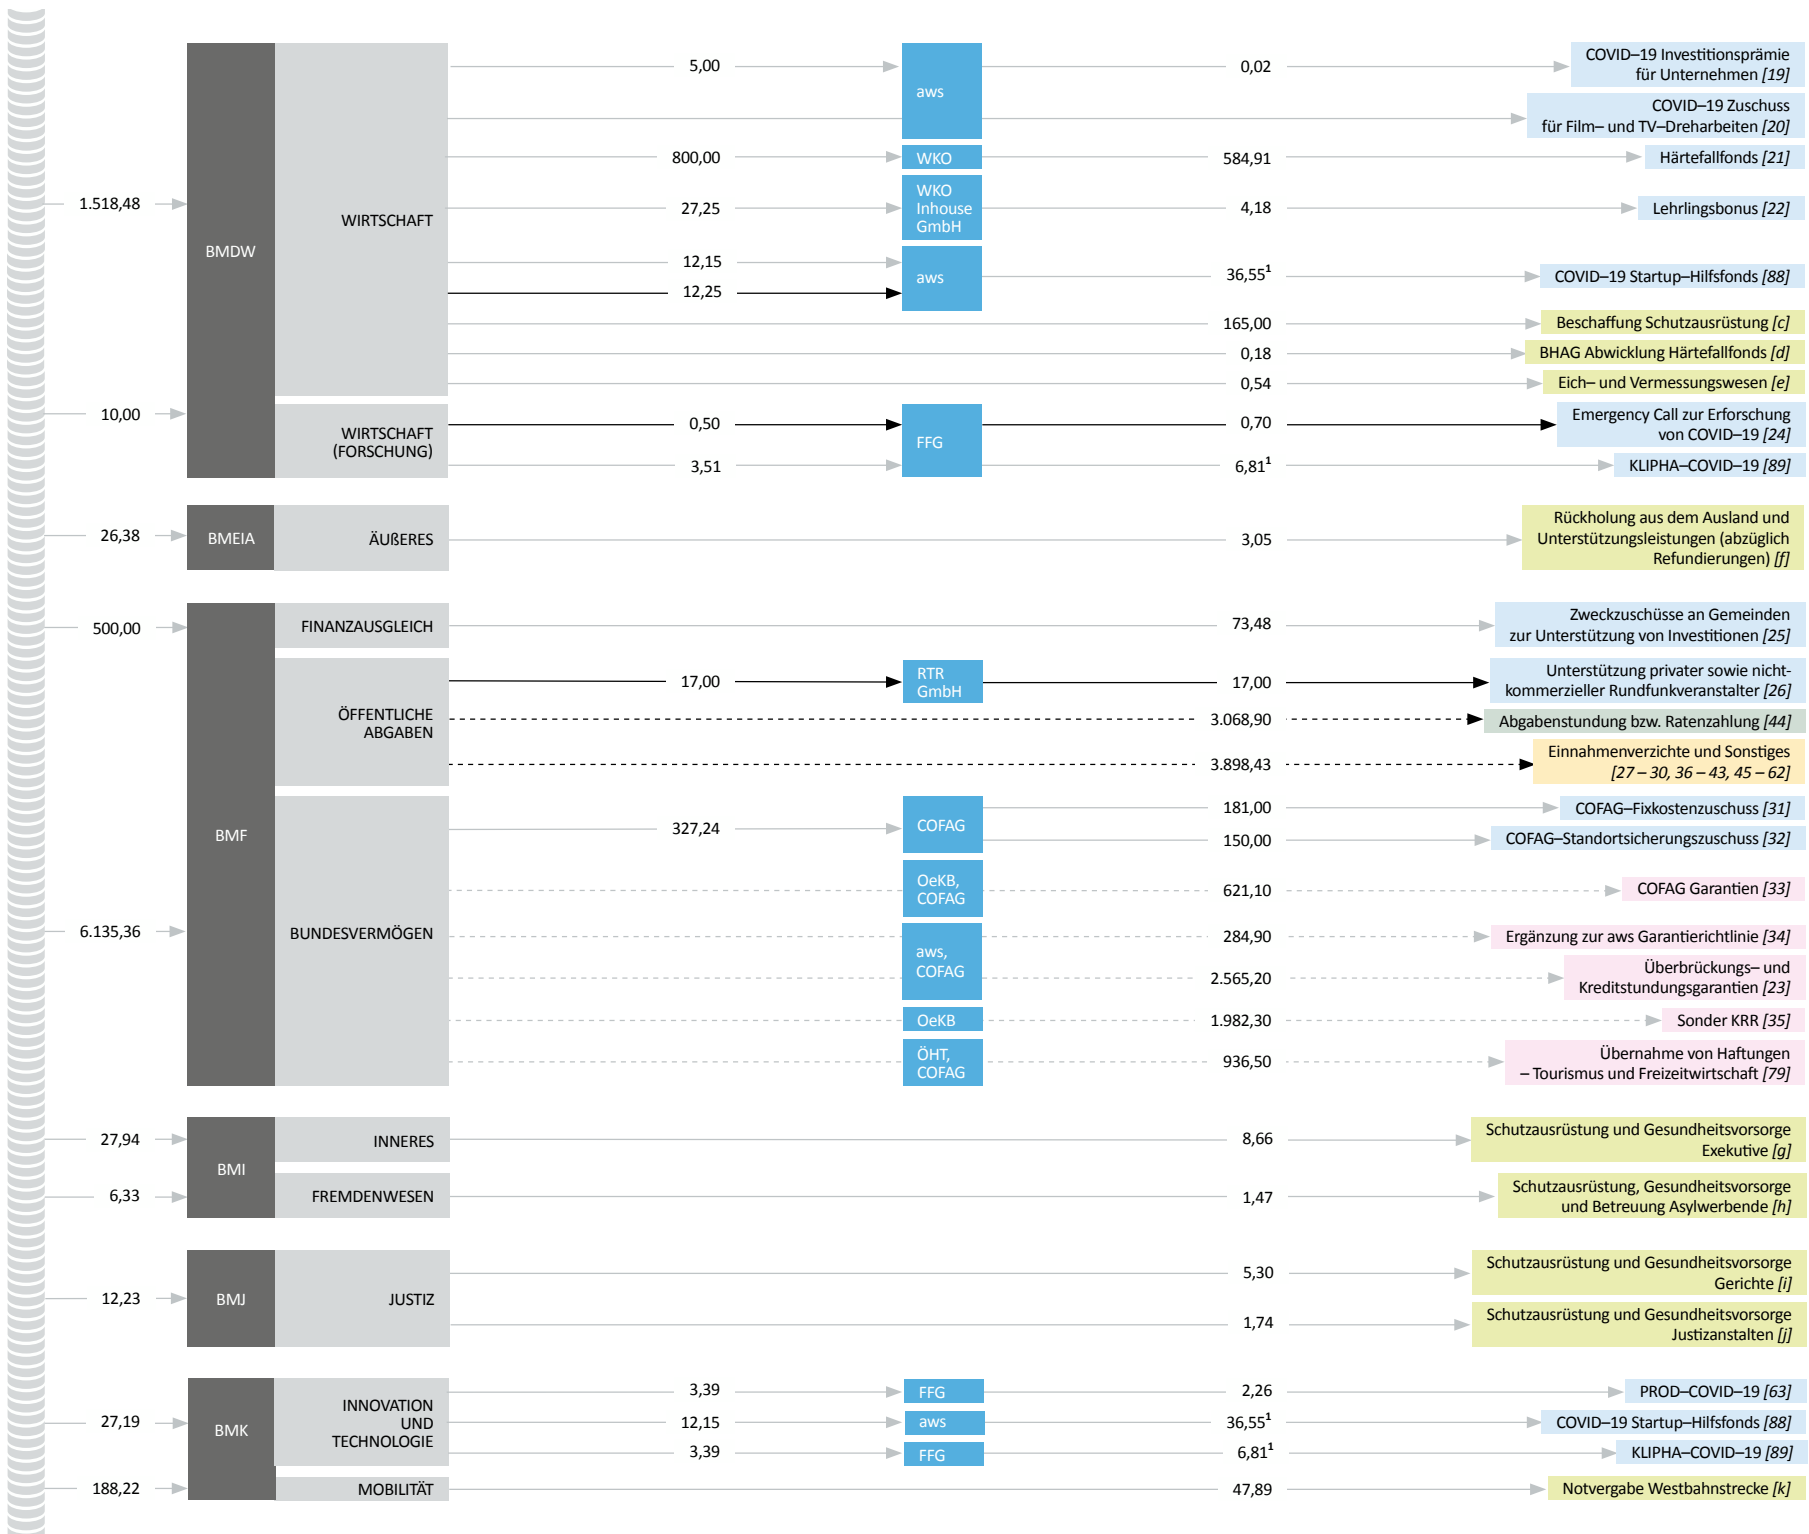 5,00
aws
0,02
COVID–19 Investitionsprämie
für Unternehmen [19]
COVID–19 Zuschuss
für Film– und TV–Dreharbeiten [20]
800,00
WKO
584,91
Härtefallfonds [21]
1.518,48
BMDW
WIRTSCHAFT
27,25
WKO
Inhouse
GmbH
4,18
Lehrlingsbonus [22]
12,15
12,25
aws
36,55¹
COVID–19 Startup–Hilfsfonds [88]
165,00
Beschaffung Schutzausrüstung [c]
0,18
BHAG Abwicklung Härtefallfonds [d]
0,54
Eich– und Vermessungswesen [e]
10,00
WIRTSCHAFT
(FORSCHUNG)
0,50
FFG
0,70
Emergency Call zur Erforschung
von COVID–19 [24]
3,51
6,81¹
KLIPHA–COVID–19 [89]
26,38
BMEIA
ÄUßERES
3,05
Rückholung aus dem Ausland und
Unterstützungsleistungen (abzüglich
Refundierungen) [f]
500,00
BMF
FINANZAUSGLEICH
73,48
Zweckzuschüsse an Gemeinden
zur Unterstützung von Investitionen [25]
ÖFFENTLICHE
ABGABEN
17,00
RTR
GmbH
17,00
Unterstützung privater sowie nicht-
kommerzieller Rundfunkveranstalter [26]
3.068,90
Abgabenstundung bzw. Ratenzahlung [44]
3.898,43
Einnahmenverzichte und Sonstiges
[27 – 30, 36 – 43, 45 – 62]
6.135,36
BUNDESVERMÖGEN
327,24
COFAG
181,00
COFAG–Fixkostenzuschuss [31]
150,00
COFAG–Standortsicherungszuschuss [32]
OeKB,
COFAG
621,10
COFAG Garantien [33]
aws,
COFAG
284,90
Ergänzung zur aws Garantierichtlinie [34]
2.565,20
Überbrückungs– und
Kreditstundungsgarantien [23]
OeKB
1.982,30
Sonder KRR [35]
ÖHT,
COFAG
936,50
Übernahme von Haftungen
– Tourismus und Freizeitwirtschaft [79]
27,94
BMI
INNERES
8,66
Schutzausrüstung und Gesundheitsvorsorge
Exekutive [g]
6,33
FREMDENWESEN
1,47
Schutzausrüstung, Gesundheitsvorsorge
und Betreuung Asylwerbende [h]
12,23
BMJ
JUSTIZ
5,30
Schutzausrüstung und Gesundheitsvorsorge
Gerichte [i]
1,74
Schutzausrüstung und Gesundheitsvorsorge
Justizanstalten [j]
27,19
BMK
INNOVATION
UND
TECHNOLOGIE
3,39
FFG
2,26
PROD–COVID–19 [63]
12,15
aws
36,55¹
COVID–19 Startup–Hilfsfonds [88]
3,39
FFG
6,81¹
KLIPHA–COVID–19 [89]
188,22
MOBILITÄT
47,89
Notvergabe Westbahnstrecke [k]